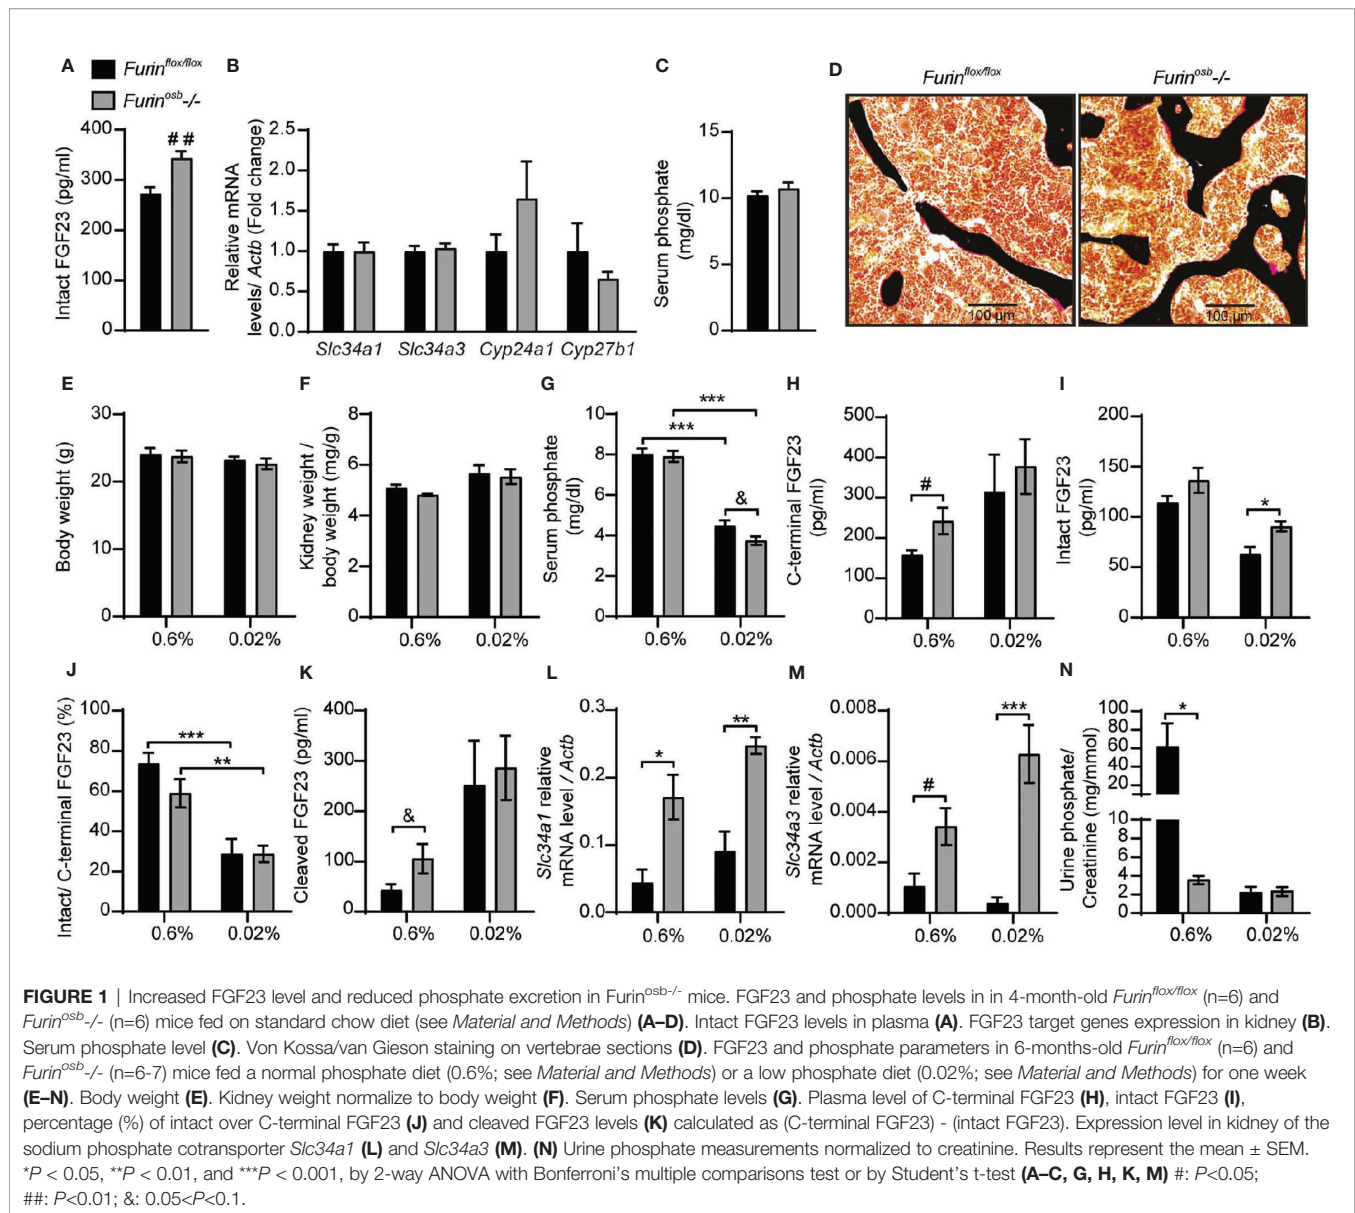 A
Furin^flox/flox
Furin^osb-/-
B
C
D
Furin^flox/flox
Furin^osb-/-
Intact FGF23 (pg/ml)
400
300
200
100
0
##
Relative mRNA
levels/ Actb (Fold change)
2.5
2.0
1.5
1.0
0.5
0.0
Slc34a1 Slc34a3 Cyp24a1 Cyp27b1
Serum phosphate
(mg/dl)
15
10
5
0
100 µm
100 µm
E
Body weight (g)
30
20
10
0
0.6% 0.02%
F
Kidney weight /
body weight (mg/g)
8
6
4
2
0
0.6% 0.02%
G
Serum phosphate
(mg/dl)
10
8
6
4
2
0
***
***
&
0.6% 0.02%
H
C-terminal FGF23
(pg/ml)
500
400
300
200
100
0
#
0.6% 0.02%
I
Intact FGF23
(pg/ml)
200
150
100
50
0
*
0.6% 0.02%
J
Intact/ C-terminal FGF23 (%)
100
80
60
40
20
0
***
**
0.6% 0.02%
K
Cleaved FGF23 (pg/ml)
400
300
200
100
0
&
0.6% 0.02%
L
Slc34a1 relative
mRNA level / Actb
0.3
0.2
0.1
0.0
*
**
0.6% 0.02%
M
Slc34a3 relative
mRNA level / Actb
0.008
0.006
0.004
0.002
0.000
#
***
0.6% 0.02%
N
Urine phosphate/
Creatinine (mg/mmol)
100
80
60
40
20
10
8
6
4
2
0
*
0.6% 0.02%
FIGURE 1 | Increased FGF23 level and reduced phosphate excretion in Furin^osb-/- mice. FGF23 and phosphate levels in in 4-month-old Furin^flox/flox (n=6) and
Furin^osb-/- (n=6) mice fed on standard chow diet (see Material and Methods) (A–D). Intact FGF23 levels in plasma (A). FGF23 target genes expression in kidney (B).
Serum phosphate level (C). Von Kossa/van Gieson staining on vertebrae sections (D). FGF23 and phosphate parameters in 6-months-old Furin^flox/flox (n=6) and
Furin^osb-/- (n=6-7) mice fed a normal phosphate diet (0.6%; see Material and Methods) or a low phosphate diet (0.02%; see Material and Methods) for one week
(E–N). Body weight (E). Kidney weight normalize to body weight (F). Serum phosphate levels (G). Plasma level of C-terminal FGF23 (H), intact FGF23 (I),
percentage (%) of intact over C-terminal FGF23 (J) and cleaved FGF23 levels (K) calculated as (C-terminal FGF23) - (intact FGF23). Expression level in kidney of the
sodium phosphate cotransporter Slc34a1 (L) and Slc34a3 (M). (N) Urine phosphate measurements normalized to creatinine. Results represent the mean ± SEM.
*P < 0.05, **P < 0.01, and ***P < 0.001, by 2-way ANOVA with Bonferroni's multiple comparisons test or by Student's t-test (A–C, G, H, K, M) #: P<0.05;
##: P<0.01; &: 0.05<P<0.1.